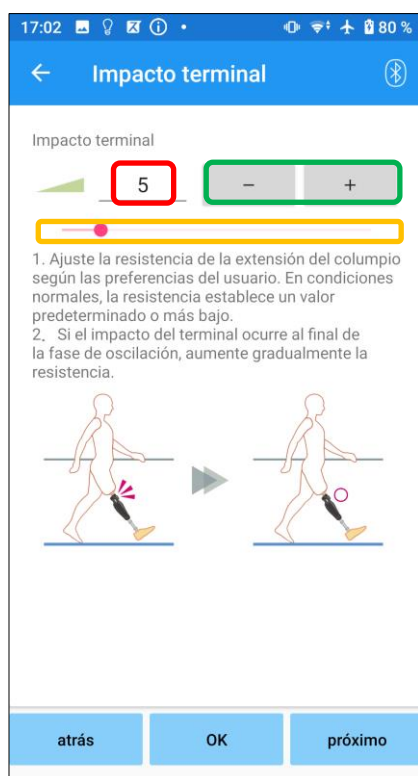 17:02 80 %
Impacto terminal
Impacto terminal
5 − +
1. Ajuste la resistencia de la extensión del columpio
según las preferencias del usuario. En condiciones
normales, la resistencia establece un valor
predeterminado o más bajo.
2、Si el impacto del terminal ocurre al final de
la fase de oscilación, aumente gradualmente la
resistencia.
atrás OK próximo